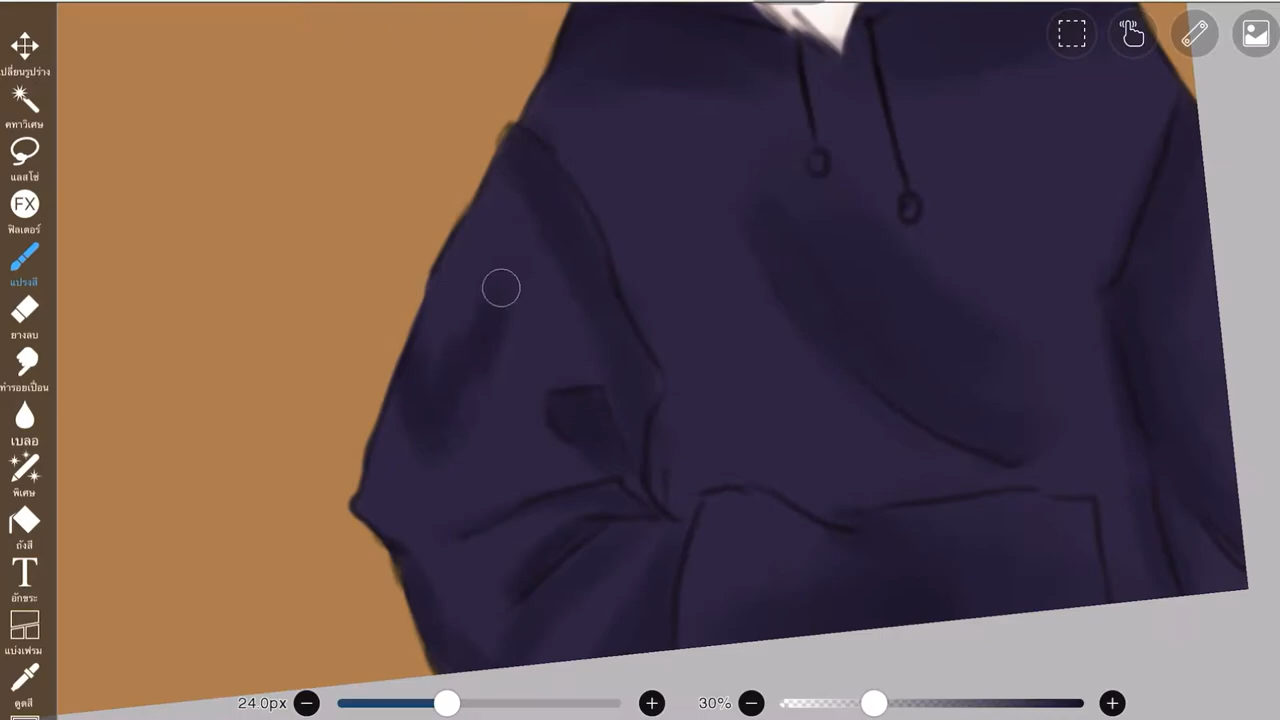 เปลี่ยนรูปร่าง
คทาวิเศษ
แลสโซ่
FX
ฟิลเตอร์
แปรงสี
ยางลบ
ทำรอยเปื้อน
เบลอ
พิเศษ
ถังสี
T
อักขระ
แบ่งเฟรม
ดูดสี
24.0px
30%